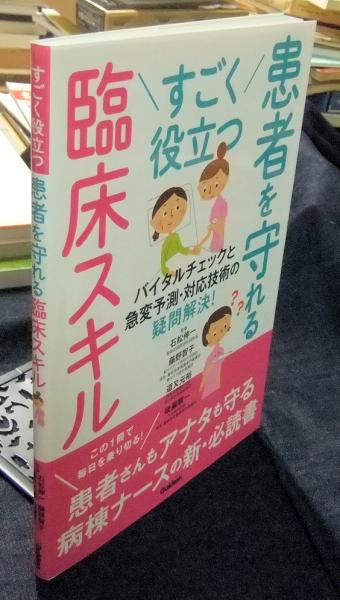 患者を守れる
すごく
役立つ
臨床スキル
バイタルチェックと
急変予測・対応技術の
疑問解決!
??
石松伸一
藤野智子
道又元裕
後藤順一
この1冊で
毎日を乗り切る!
患者さんもアナタも守る
病棟ナースの新・必読書
Gakken
すごく役立つ 患者を守れる 臨床スキル